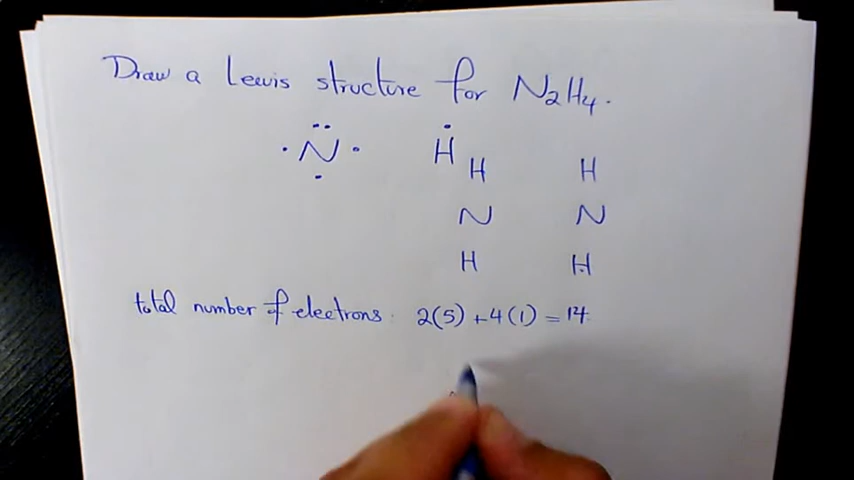 Draw a Lewis structure for N2H4.
N H
H H
N N
H H
total number of electrons: 2(5) + 4(1) = 14